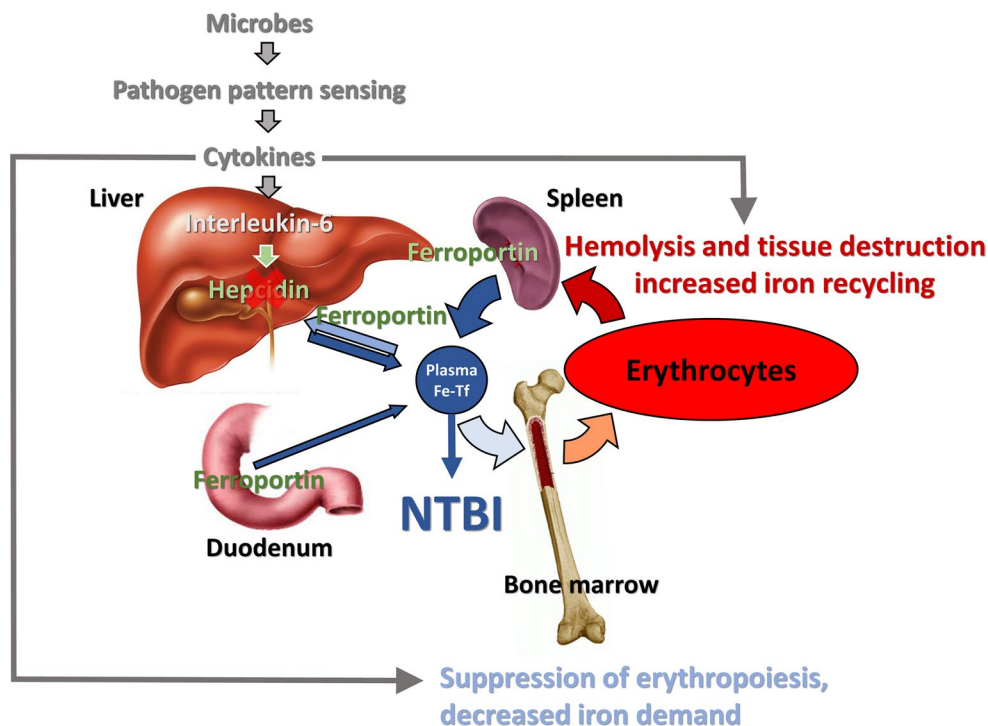 Microbes
Pathogen pattern sensing
Cytokines
Liver
Interleukin-6
Hepcidin
Ferroportin
Spleen
Ferroportin
Hemolysis and tissue destruction
increased iron recycling
Plasma
Fe-Tf
Erythrocytes
Ferroportin
Duodenum
NTBI
Bone marrow
Suppression of erythropoiesis,
decreased iron demand